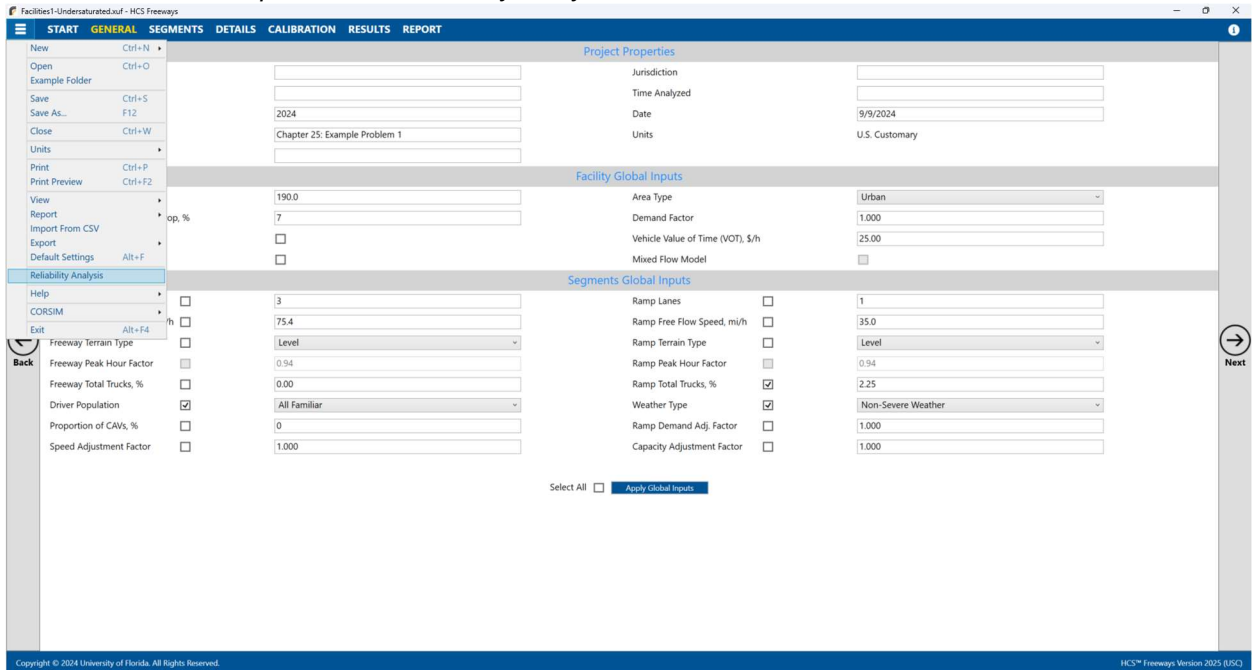 Facilities1-Undersaturated.xuf - HCS Freeways
START GENERAL SEGMENTS DETAILS CALIBRATION RESULTS REPORT
New Ctrl+N
Open Ctrl+O
Example Folder
Save Ctrl+S
Save As... F12
Close Ctrl+W
Units
Print Ctrl+P
Print Preview Ctrl+F2
View
Report
Import From CSV
Export
Default Settings Alt+F
Reliability Analysis
Help
CORSIM
Exit Alt+F4
Project Properties
Jurisdiction
Time Analyzed
2024 Date 9/9/2024
Chapter 25: Example Problem 1 Units U.S. Customary
Facility Global Inputs
190.0 Area Type Urban
op, % 7 Demand Factor 1.000
Vehicle Value of Time (VOT), $/h 25.00
Mixed Flow Model
Segments Global Inputs
3 Ramp Lanes 1
/h 75.4 Ramp Free Flow Speed, mi/h 35.0
Freeway Terrain Type Level Ramp Terrain Type Level
Back Freeway Peak Hour Factor 0.94 Ramp Peak Hour Factor 0.94 Next
Freeway Total Trucks, % 0.00 Ramp Total Trucks, % 2.25
Driver Population All Familiar Weather Type Non-Severe Weather
Proportion of CAVs, % 0 Ramp Demand Adj. Factor 1.000
Speed Adjustment Factor 1.000 Capacity Adjustment Factor 1.000
Select All Apply Global Inputs
Copyright © 2024 University of Florida. All Rights Reserved. HCS™ Freeways Version 2025 (USC)